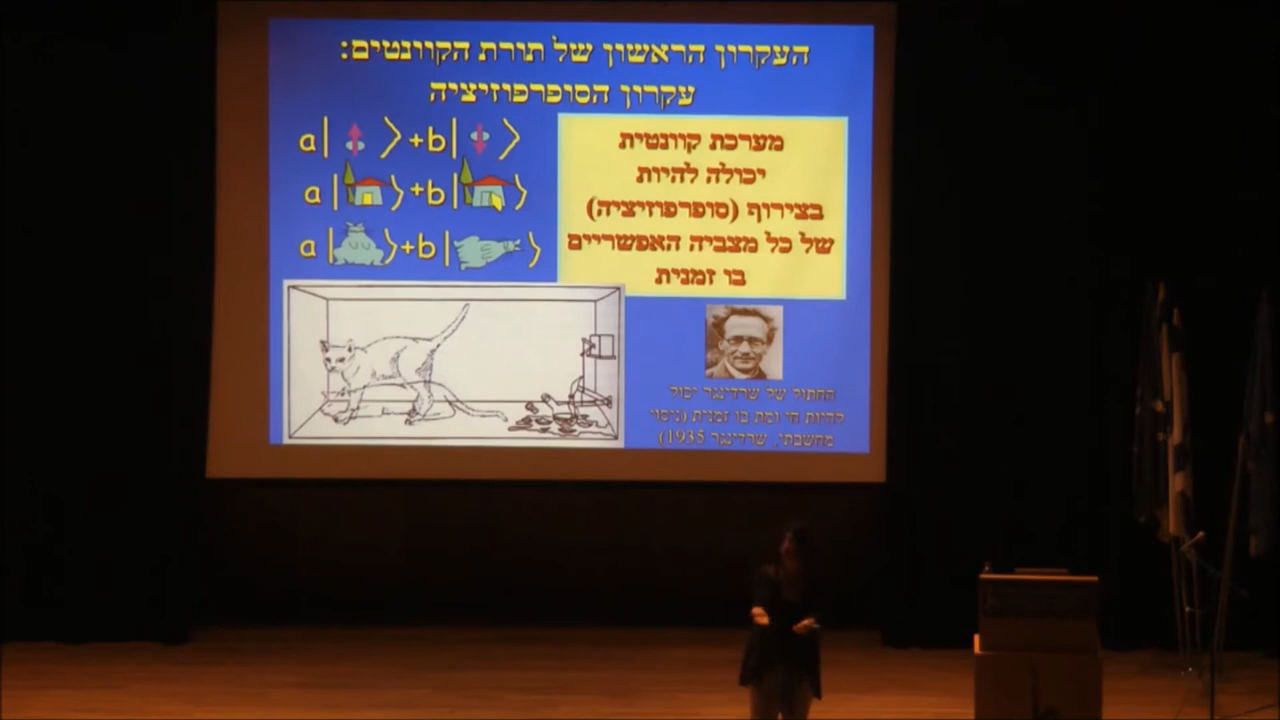 העקרון הראשון של תורת הקוונטים:
עקרון הסופרפוזיציה
a| 〉+b| 〉
a| 〉+b| 〉
a| 〉+b| 〉
מערכת קוונטית
יכולה להיות
בצירוף (סופרפוזיציה)
של כל מצביה האפשריים
בו זמנית
החתול של שרדינגר יכול
להיות חי ומת בו זמנית (ניסוי
מחשבתי, שרדינגר 1935)